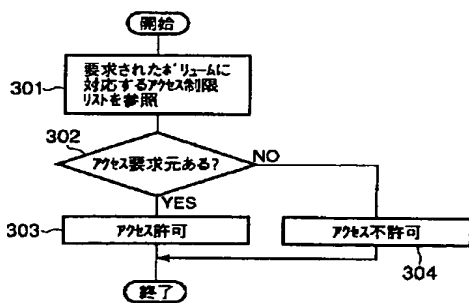 開始
301
要求されたﾎﾞﾘｭｰﾑに
対応するｱｸｾｽ制限
ﾘｽﾄを参照
302
ｱｸｾｽ要求元ある?
NO
YES
303
ｱｸｾｽ許可
ｱｸｾｽ不許可
304
終了